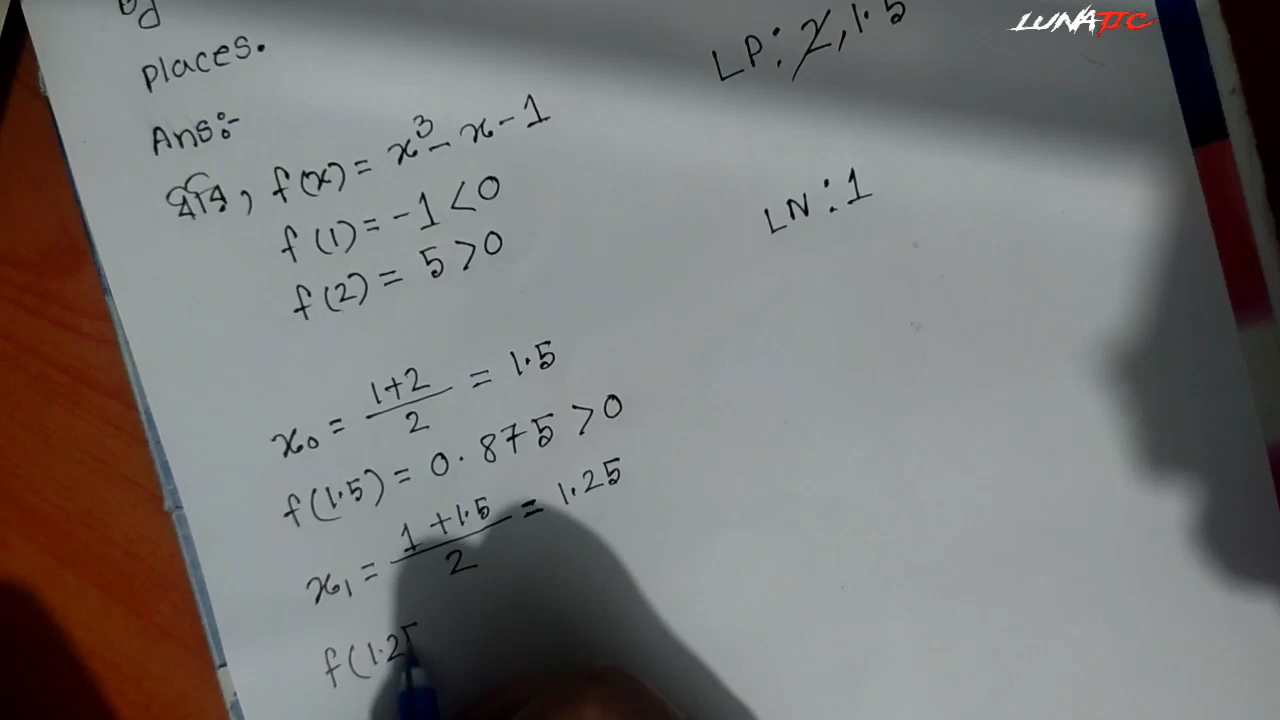 places.
LP: 2, 1.5
LUNATIC
Ans:-
f(x) = x³ - x - 1
f(1) = -1 < 0
LN: 1
f(2) = 5 > 0
x₀ = (1+2)/2 = 1.5
f(1.5) = 0.875 > 0
x₁ = (1+1.5)/2 = 1.25
f(1.25